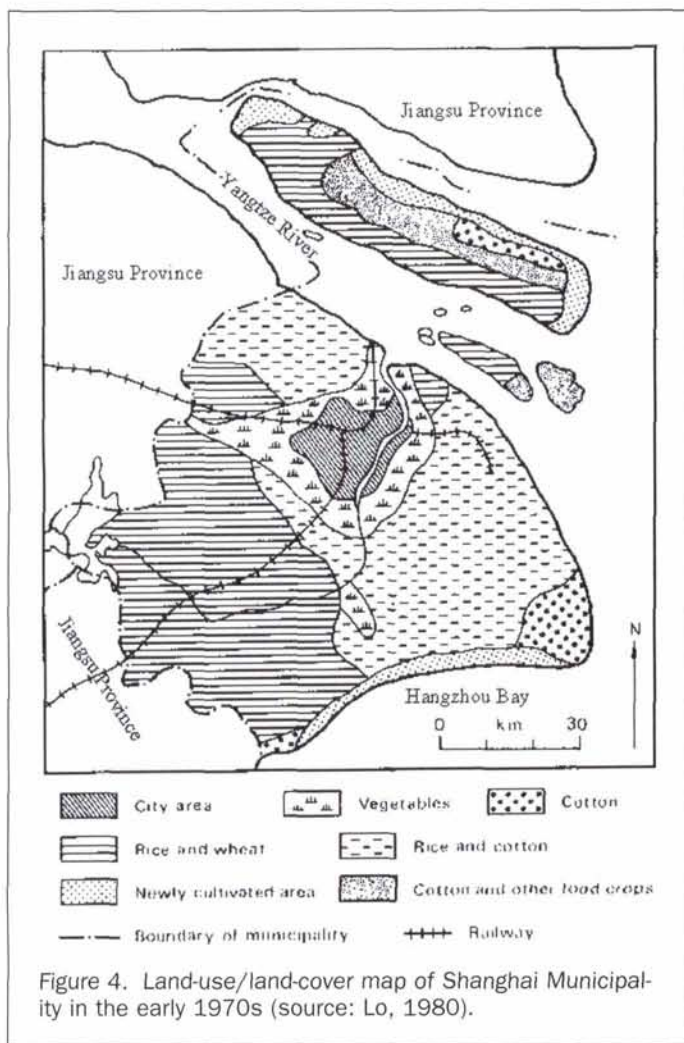 Jiangsu Province
Yangtze River
Jiangsu Province
Jiangsu Province
N
Hangzhou Bay
0 km 30
City area
Vegetables
Cotton
Rice and wheat
Rice and cotton
Newly cultivated area
Cotton and other food crops
Boundary of municipality
Railway
Figure 4. Land-use/land-cover map of Shanghai Municipal-
ity in the early 1970s (source: Lo, 1980).